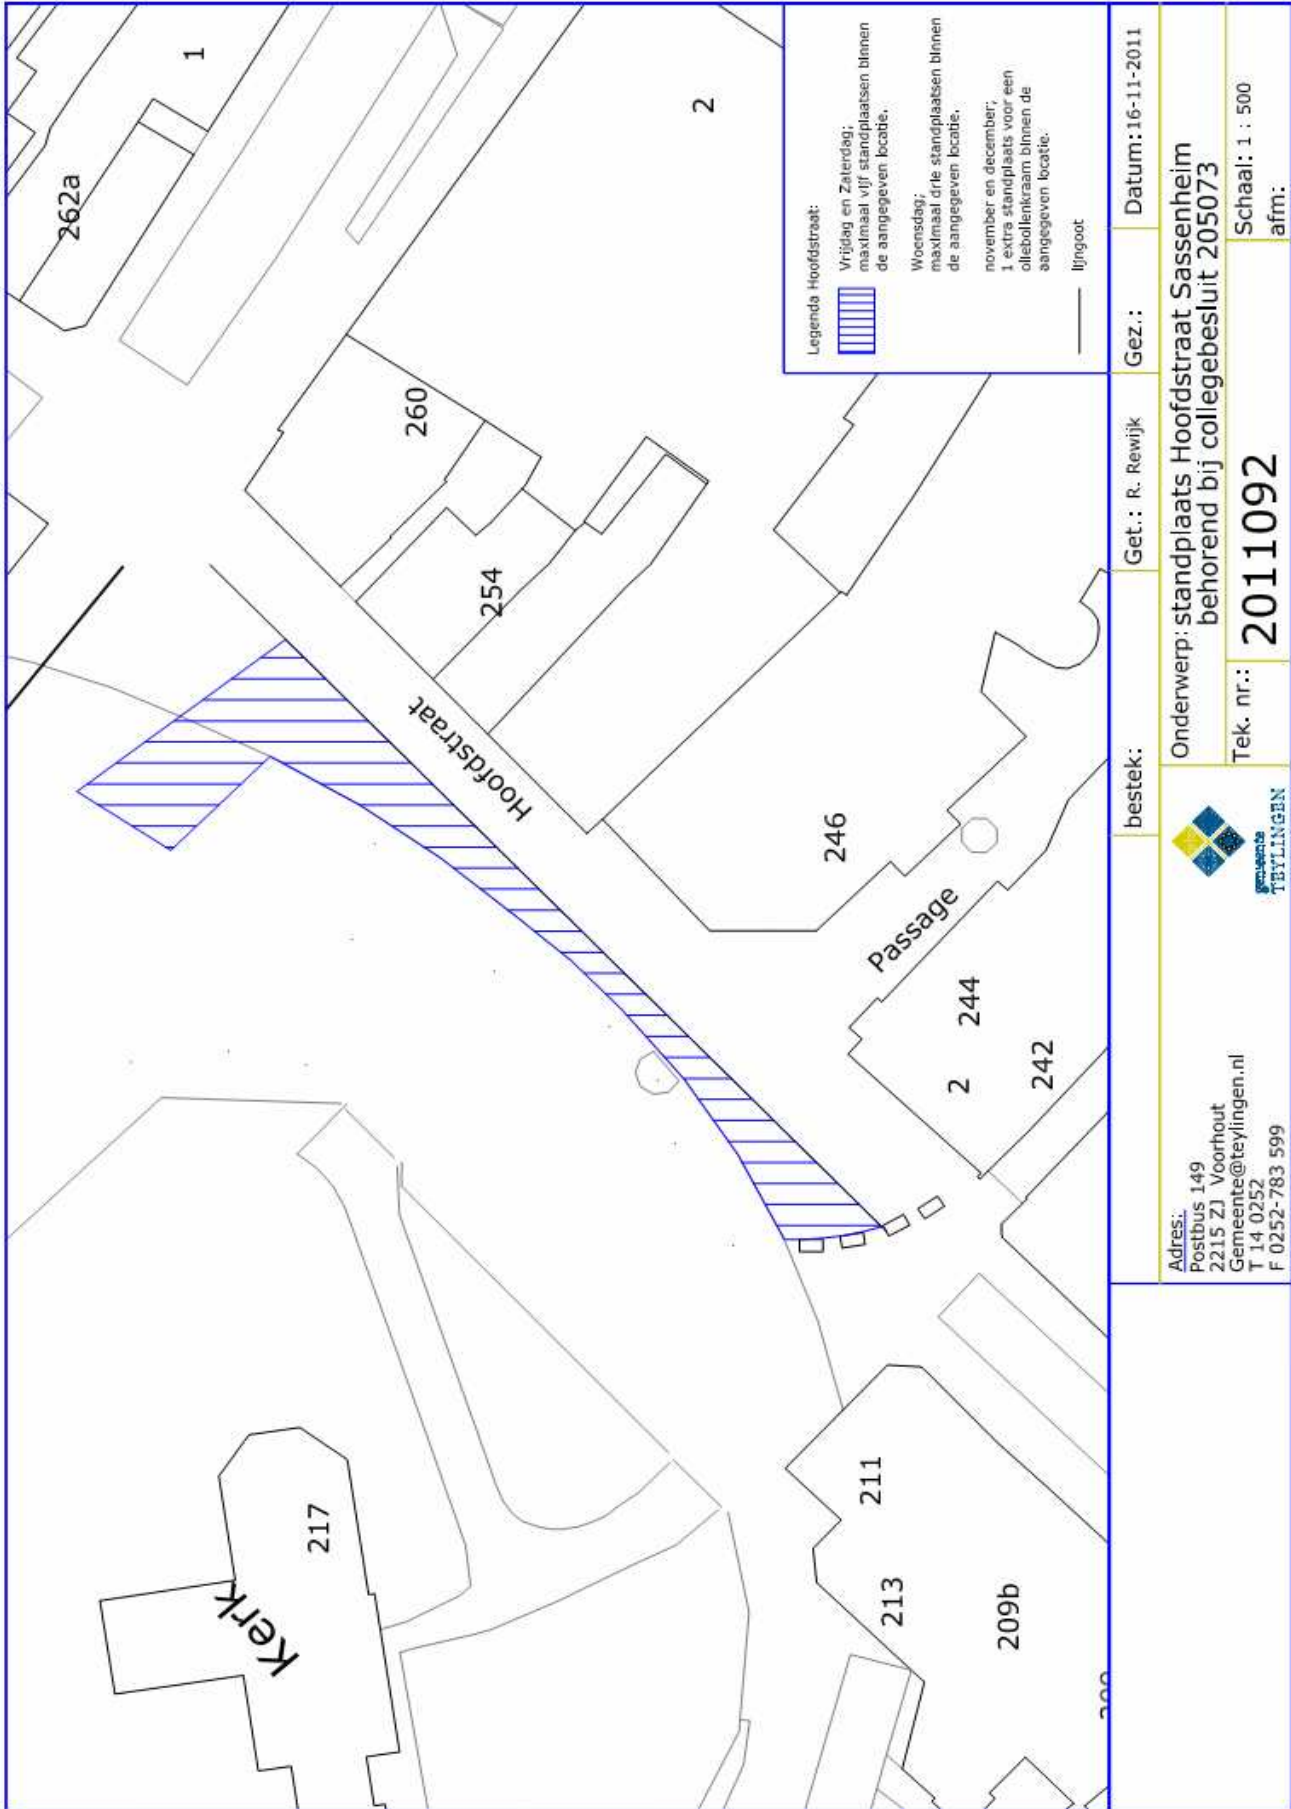 1
262a
2
260
254
Hoofdstraat
246
Passage
244
2
242
Kerk
217
211
213
209b
Legenda Hoofdstraat:
Vrijdag en Zaterdag;
maximaal vijf standplaatsen binnen
de aangegeven locatie.
Woensdag;
maximaal drie standplaatsen binnen
de aangegeven locatie.
november en december;
1 extra standplaats voor een
oliebollenkraam binnen de
aangegeven locatie.
lijngoot
bestek:
Get.: R. Rewijk
Gez.:
Datum: 16-11-2011
Onderwerp: standplaats Hoofdstraat Sassenheim
behorend bij collegebesluit 205073
Tek. nr.: 2011092
Schaal: 1 : 500
afm:
gemeente
TEYLINGEN
Adres:
Postbus 149
2215 ZJ Voorhout
Gemeente@teylingen.nl
T 14 0252
F 0252-783 599